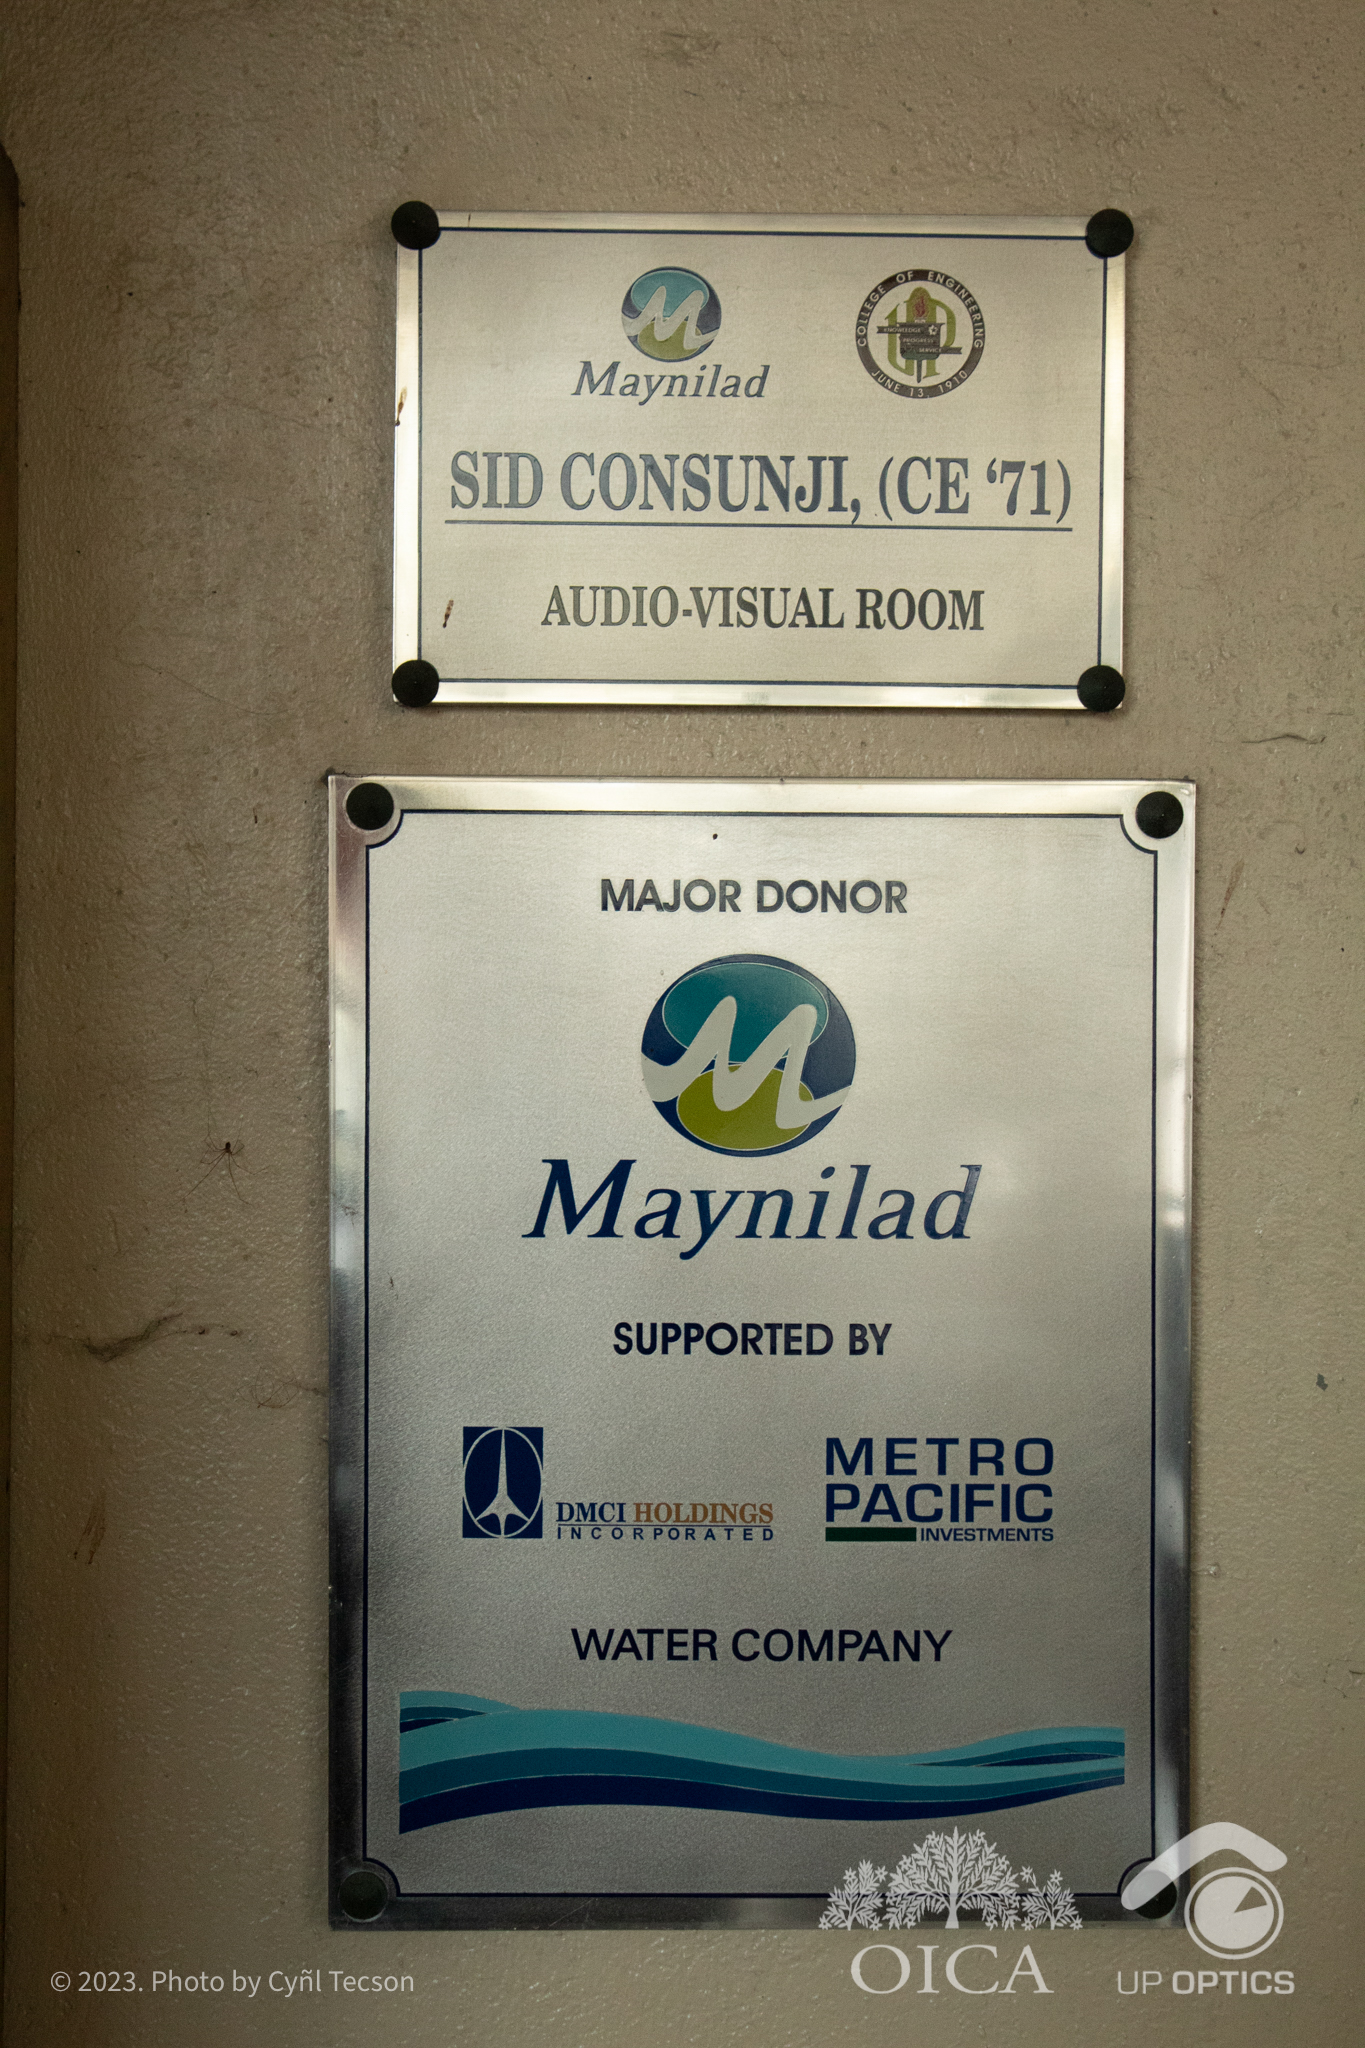 Maynilad
COLLEGE OF ENGINEERING
KNOWLEDGE
PROGRESS
SERVICE
JUNE 13, 1910
SID CONSUNJI, (CE ‘71)
AUDIO-VISUAL ROOM
MAJOR DONOR
Maynilad
SUPPORTED BY
DMCI HOLDINGS
INCORPORATED
METRO
PACIFIC
INVESTMENTS
WATER COMPANY
© 2023. Photo by Cyñl Tecson
OICA
UP OPTICS